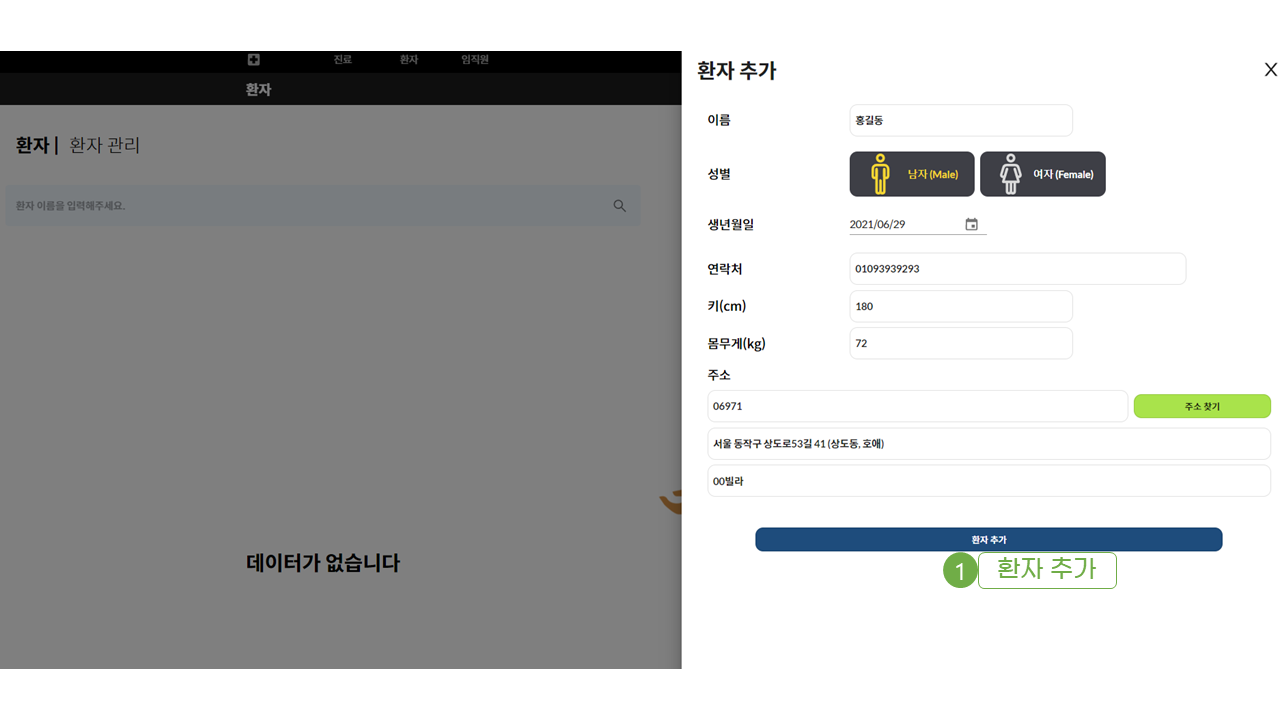 진료 환자 임직원
환자
환자 | 환자 관리
환자 이름을 입력해주세요.
데이터가 없습니다
환자 추가 X
이름 홍길동
성별 남자 (Male) 여자 (Female)
생년월일 2021/06/29
연락처 01093939293
키(cm) 180
몸무게(kg) 72
주소
06971 주소 찾기
서울 동작구 상도로53길 41 (상도동, 호애)
00빌라
환자 추가
1 환자 추가